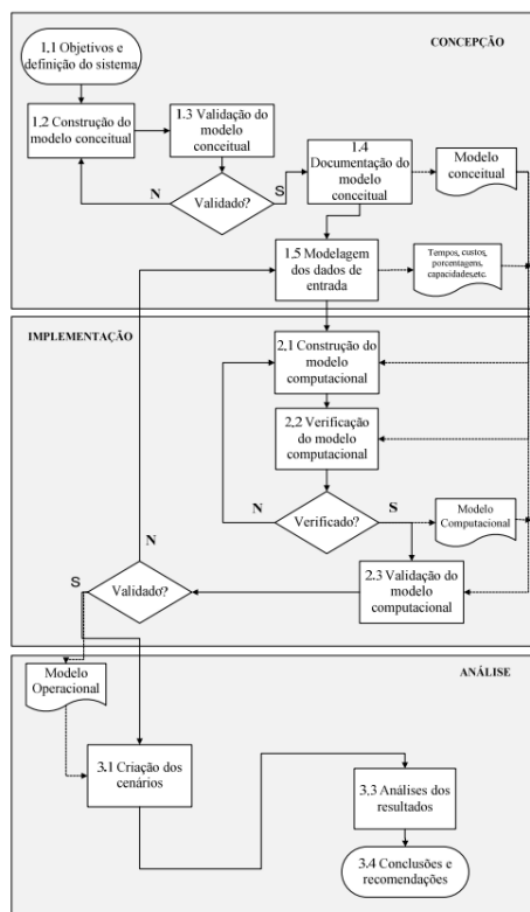 CONCEPÇÃO
1.1 Objetivos e
definição do sistema
1.2 Construção do
modelo conceitual
1.3 Validação do
modelo
conceitual
1.4
Documentação do
modelo
conceitual
Modelo
conceitual
N
Validado?
S
1.5 Modelagem
dos dados de
entrada
Tempos, custos,
porcentagens,
capacidades,etc.
IMPLEMENTAÇÃO
2.1 Construção do
modelo
computacional
2.2 Verificação
do modelo
computacional
N
Verificado?
S
Modelo
Computacional
N
S
Validado?
2.3 Validação do
modelo
computacional
ANÁLISE
Modelo
Operacional
3.1 Criação dos
cenários
3.3 Análises dos
resultados
3.4 Conclusões e
recomendações